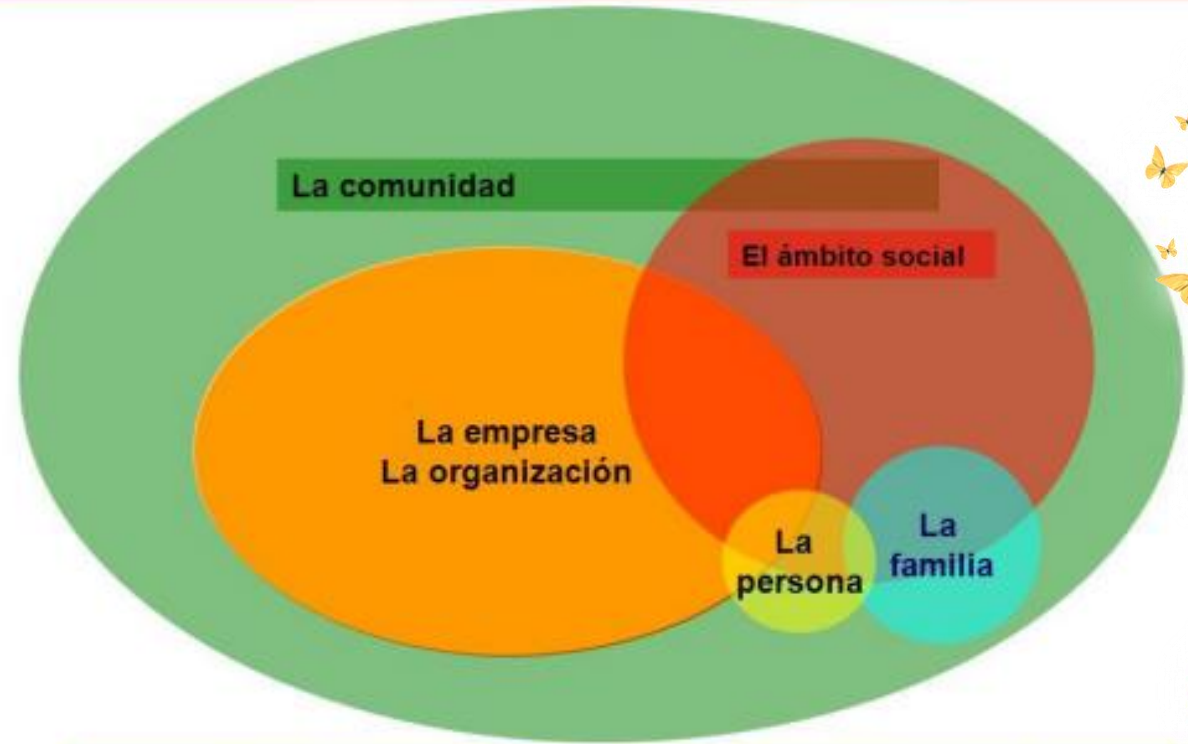 La comunidad
El ámbito social
La empresa
La organización
La
persona
La
familia